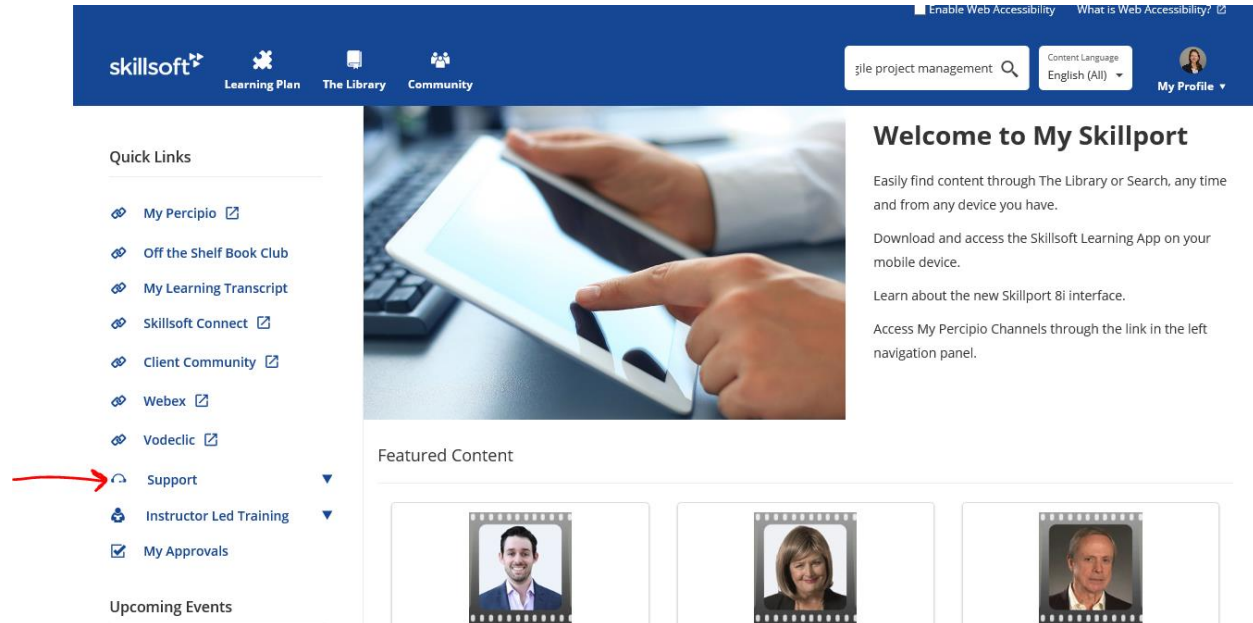 Enable Web Accessibility What is Web Accessibility?
skillsoft
Learning Plan The Library Community
gile project management
Content Language
English (All)
My Profile
Quick Links
My Percipio
Off the Shelf Book Club
My Learning Transcript
Skillsoft Connect
Client Community
Webex
Vodeclic
Support
Instructor Led Training
My Approvals
Upcoming Events
Welcome to My Skillport
Easily find content through The Library or Search, any time
and from any device you have.
Download and access the Skillsoft Learning App on your
mobile device.
Learn about the new Skillport 8i interface.
Access My Percipio Channels through the link in the left
navigation panel.
Featured Content